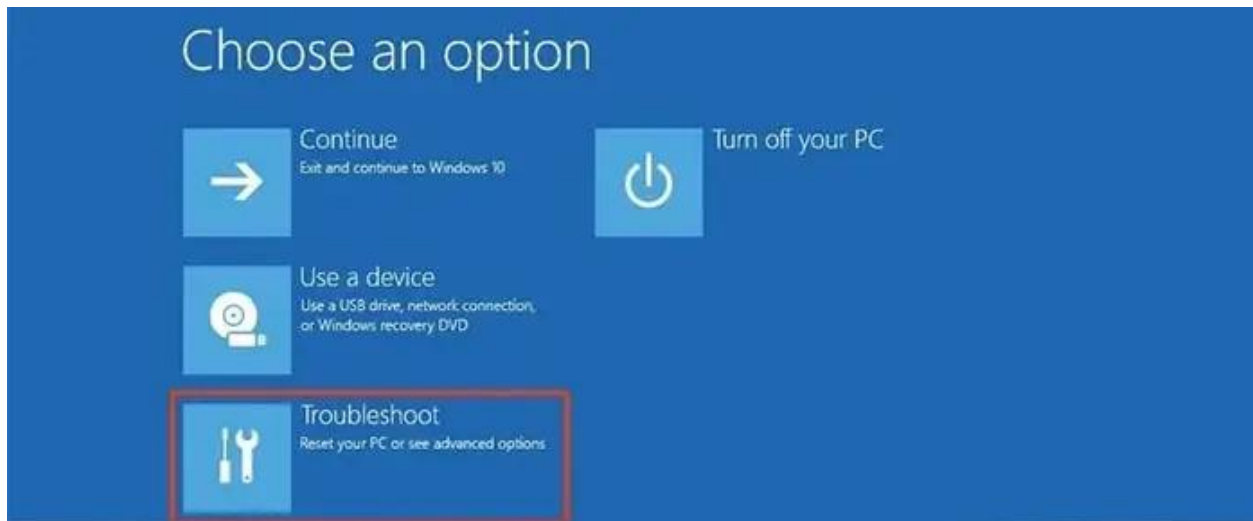 Choose an option
Continue
Exit and continue to Windows 10
Turn off your PC
Use a device
Use a USB drive, network connection,
or Windows recovery DVD
Troubleshoot
Reset your PC or see advanced options